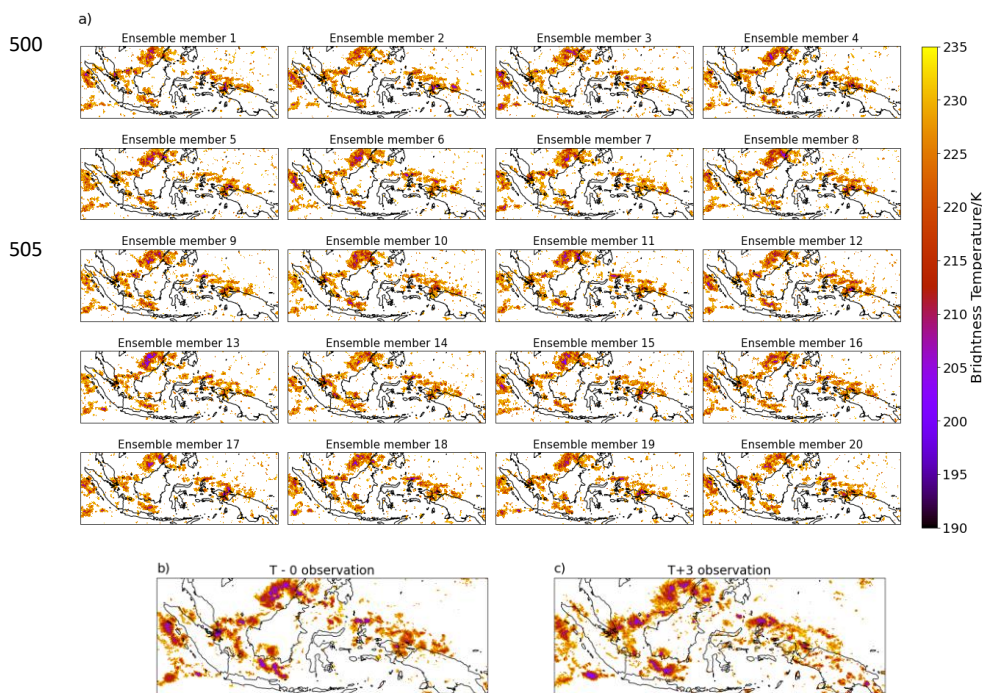 a)
500
Ensemble member 1
Ensemble member 2
Ensemble member 3
Ensemble member 4
235
230
225
220
215
210
205
200
195
190
Brightness Temperature/K
Ensemble member 5
Ensemble member 6
Ensemble member 7
Ensemble member 8
505
Ensemble member 9
Ensemble member 10
Ensemble member 11
Ensemble member 12
Ensemble member 13
Ensemble member 14
Ensemble member 15
Ensemble member 16
Ensemble member 17
Ensemble member 18
Ensemble member 19
Ensemble member 20
b)
T - 0 observation
c)
T+3 observation